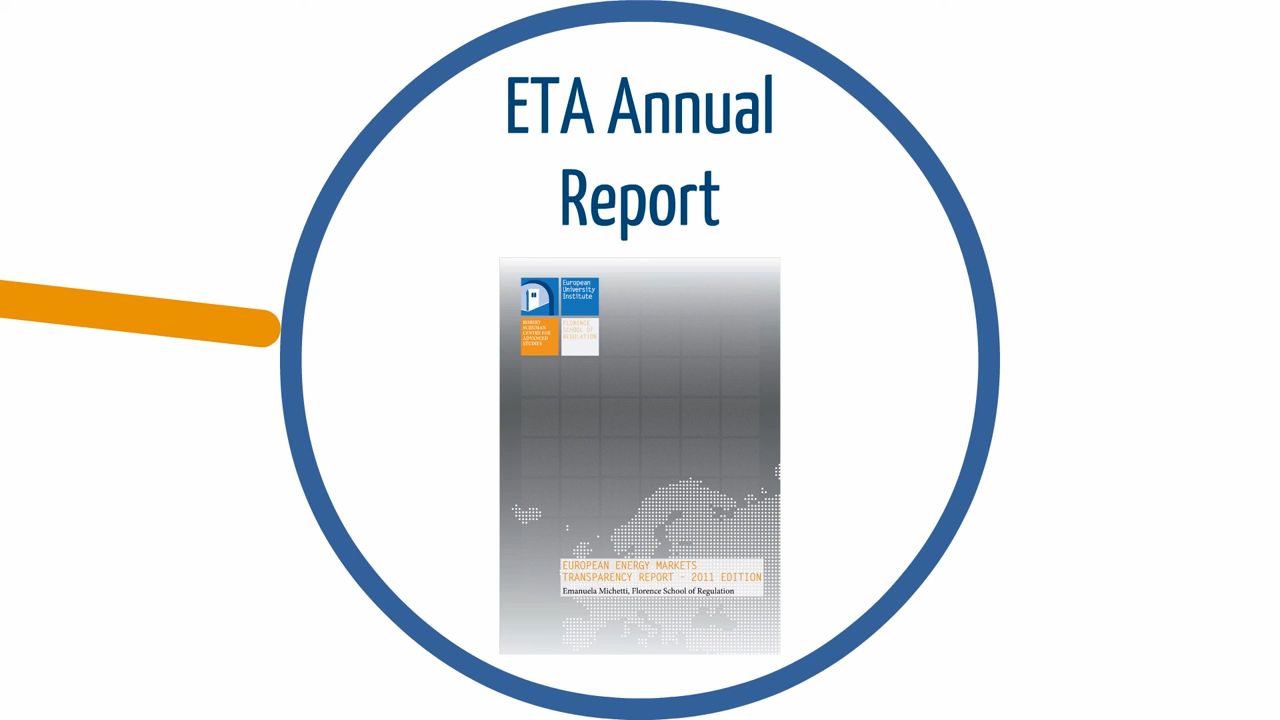 ETA Annual
Report
European
University
Institute
ROBERT
SCHUMAN
CENTRE FOR
ADVANCED
STUDIES
FLORENCE
SCHOOL OF
REGULATION
EUROPEAN ENERGY MARKETS
TRANSPARENCY REPORT - 2011 EDITION
Emanuela Michetti, Florence School of Regulation